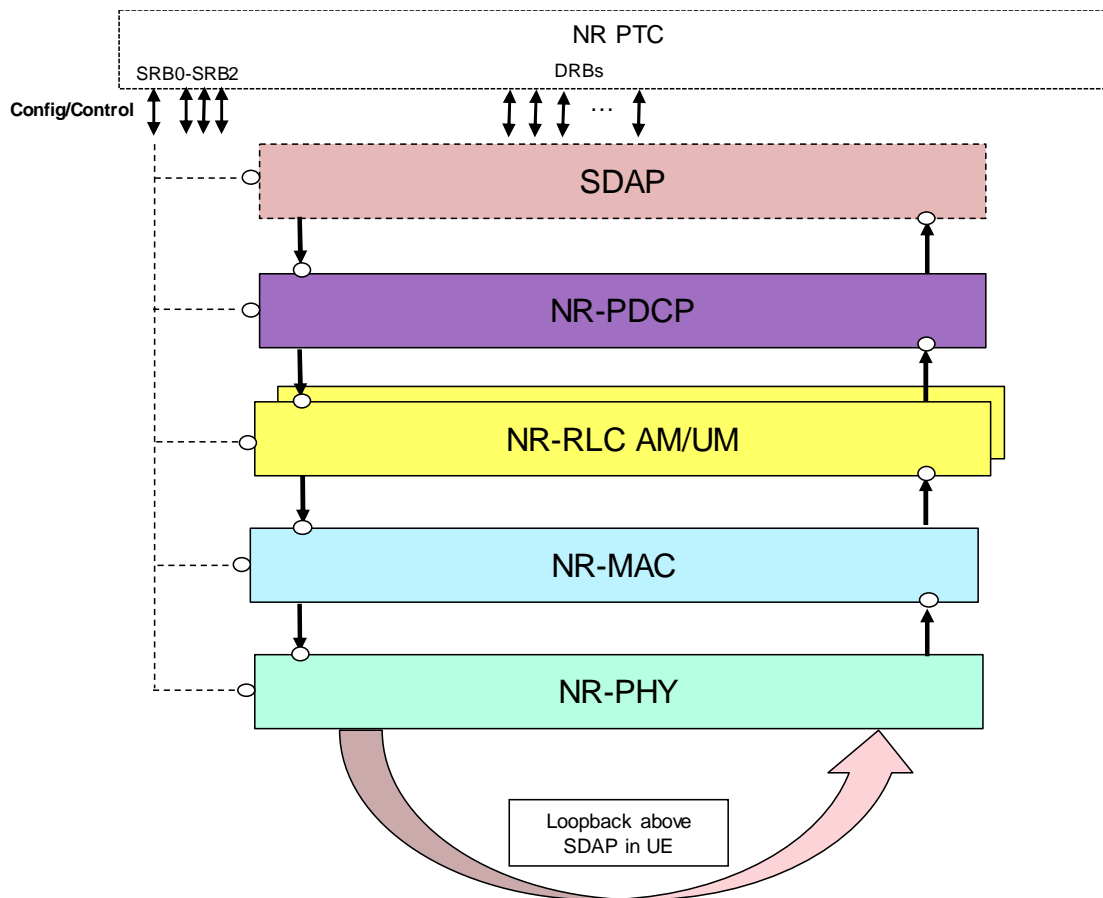 NR PTC
SRB0-SRB2
DRBs
Config/Control
...
SDAP
NR-PDCP
NR-RLC AM/UM
NR-MAC
NR-PHY
Loopback above
SDAP in UE